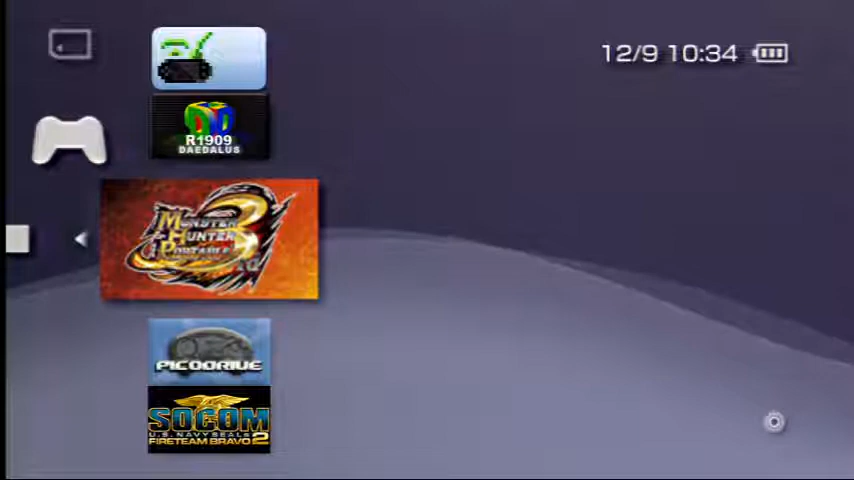 12/9 10:34
R1909
DAEDALUS
MONSTER
HUNTER
PORTABLE
3
PICODRIVE
SOCOM
U.S. NAVY SEALs
FIRETEAM BRAVO 2